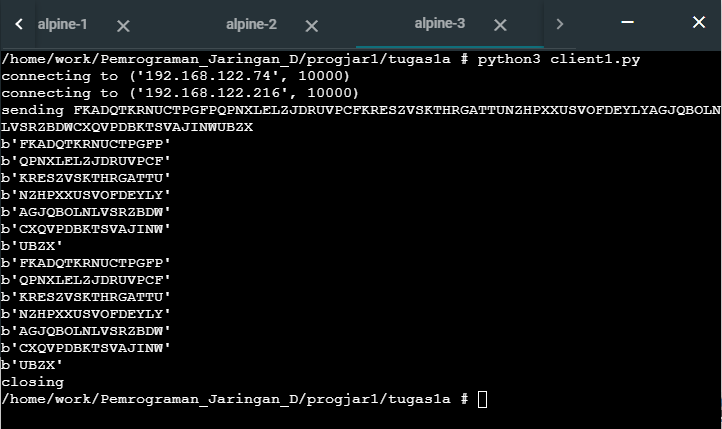 alpine-1
alpine-2
alpine-3
/home/work/Pemrograman_Jaringan_D/progjar1/tugas1a # python3 client1.py
connecting to ('192.168.122.74', 10000)
connecting to ('192.168.122.216', 10000)
sending FKADQTKRNUCTPGFPQPNXLELZJDRUVPCFKRESZVSKTHRGATTUNZHPXXUSVOFDEYLYAGJQBOLN
LVSRZBDWCXQVPDBKTSVAJINWUBZX
b'FKADQTKRNUCTPGFP'
b'QPNXLELZJDRUVPCF'
b'KRESZVSKTHRGATTU'
b'NZHPXXUSVOFDEYLY'
b'AGJQBOLNLVSRZBDW'
b'CXQVPDBKTSVAJINW'
b'UBZX'
b'FKADQTKRNUCTPGFP'
b'QPNXLELZJDRUVPCF'
b'KRESZVSKTHRGATTU'
b'NZHPXXUSVOFDEYLY'
b'AGJQBOLNLVSRZBDW'
b'CXQVPDBKTSVAJINW'
b'UBZX'
closing
/home/work/Pemrograman_Jaringan_D/progjar1/tugas1a #